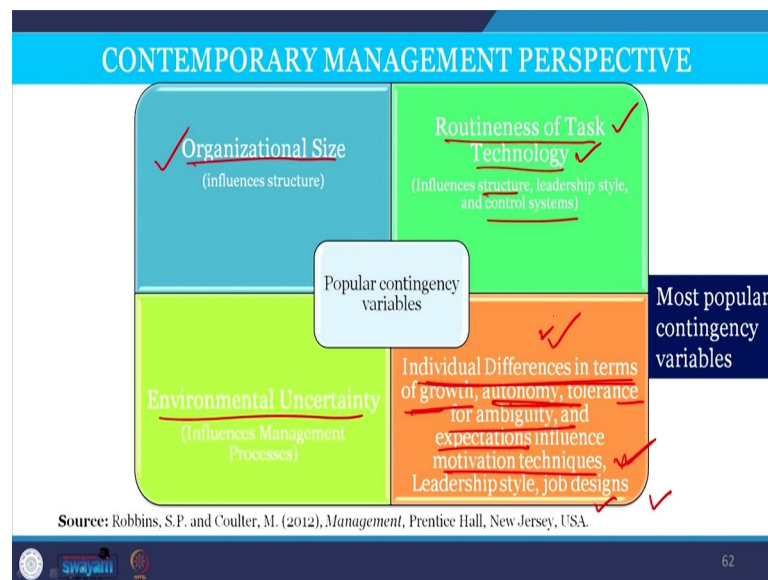 CONTEMPORARY MANAGEMENT PERSPECTIVE
Organizational Size
(influences structure)
Routineness of Task
Technology
(Influences structure, leadership style,
and control systems)
Popular contingency
variables
Most popular
contingency
variables
Environmental Uncertainty
(Influences Management
Processes)
Individual Differences in terms
of growth, autonomy, tolerance
for ambiguity, and
expectations influence
motivation techniques,
Leadership style, job designs
Source: Robbins, S.P. and Coulter, M. (2012), Management, Prentice Hall, New Jersey, USA.
swayam
62